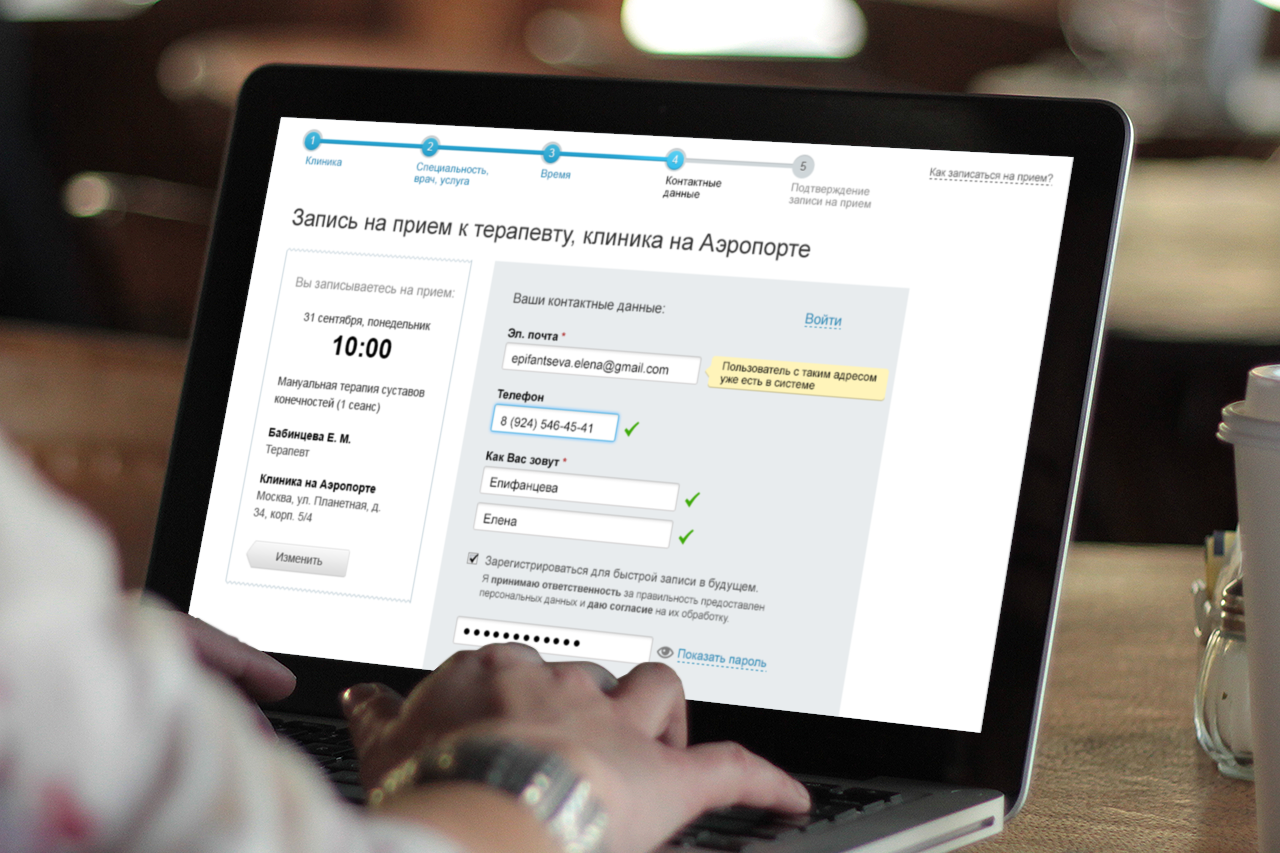 1 2 3 4 5
Клиника
Специальность,
врач, услуга
Время
Контактные
данные
Подтверждение
записи на прием
Как записаться на прием?
Запись на прием к терапевту, клиника на Аэропорте
Вы записываетесь на прием:
31 сентября, понедельник
10:00
Мануальная терапия суставов
конечностей (1 сеанс)
Бабинцева Е. М.
Терапевт
Клиника на Аэропорте
Москва, ул. Планетная, д.
34, корп. 5/4
Изменить
Ваши контактные данные:
Войти
Эл. почта *
epifantseva.elena@gmail.com
Пользователь с таким адресом
уже есть в системе
Телефон
8 (924) 546-45-41
Как Вас зовут *
Епифанцева
Елена
Зарегистрироваться для быстрой записи в будущем.
Я принимаю ответственность за правильность предоставлен
персональных данных и даю согласие на их обработку.
Показать пароль